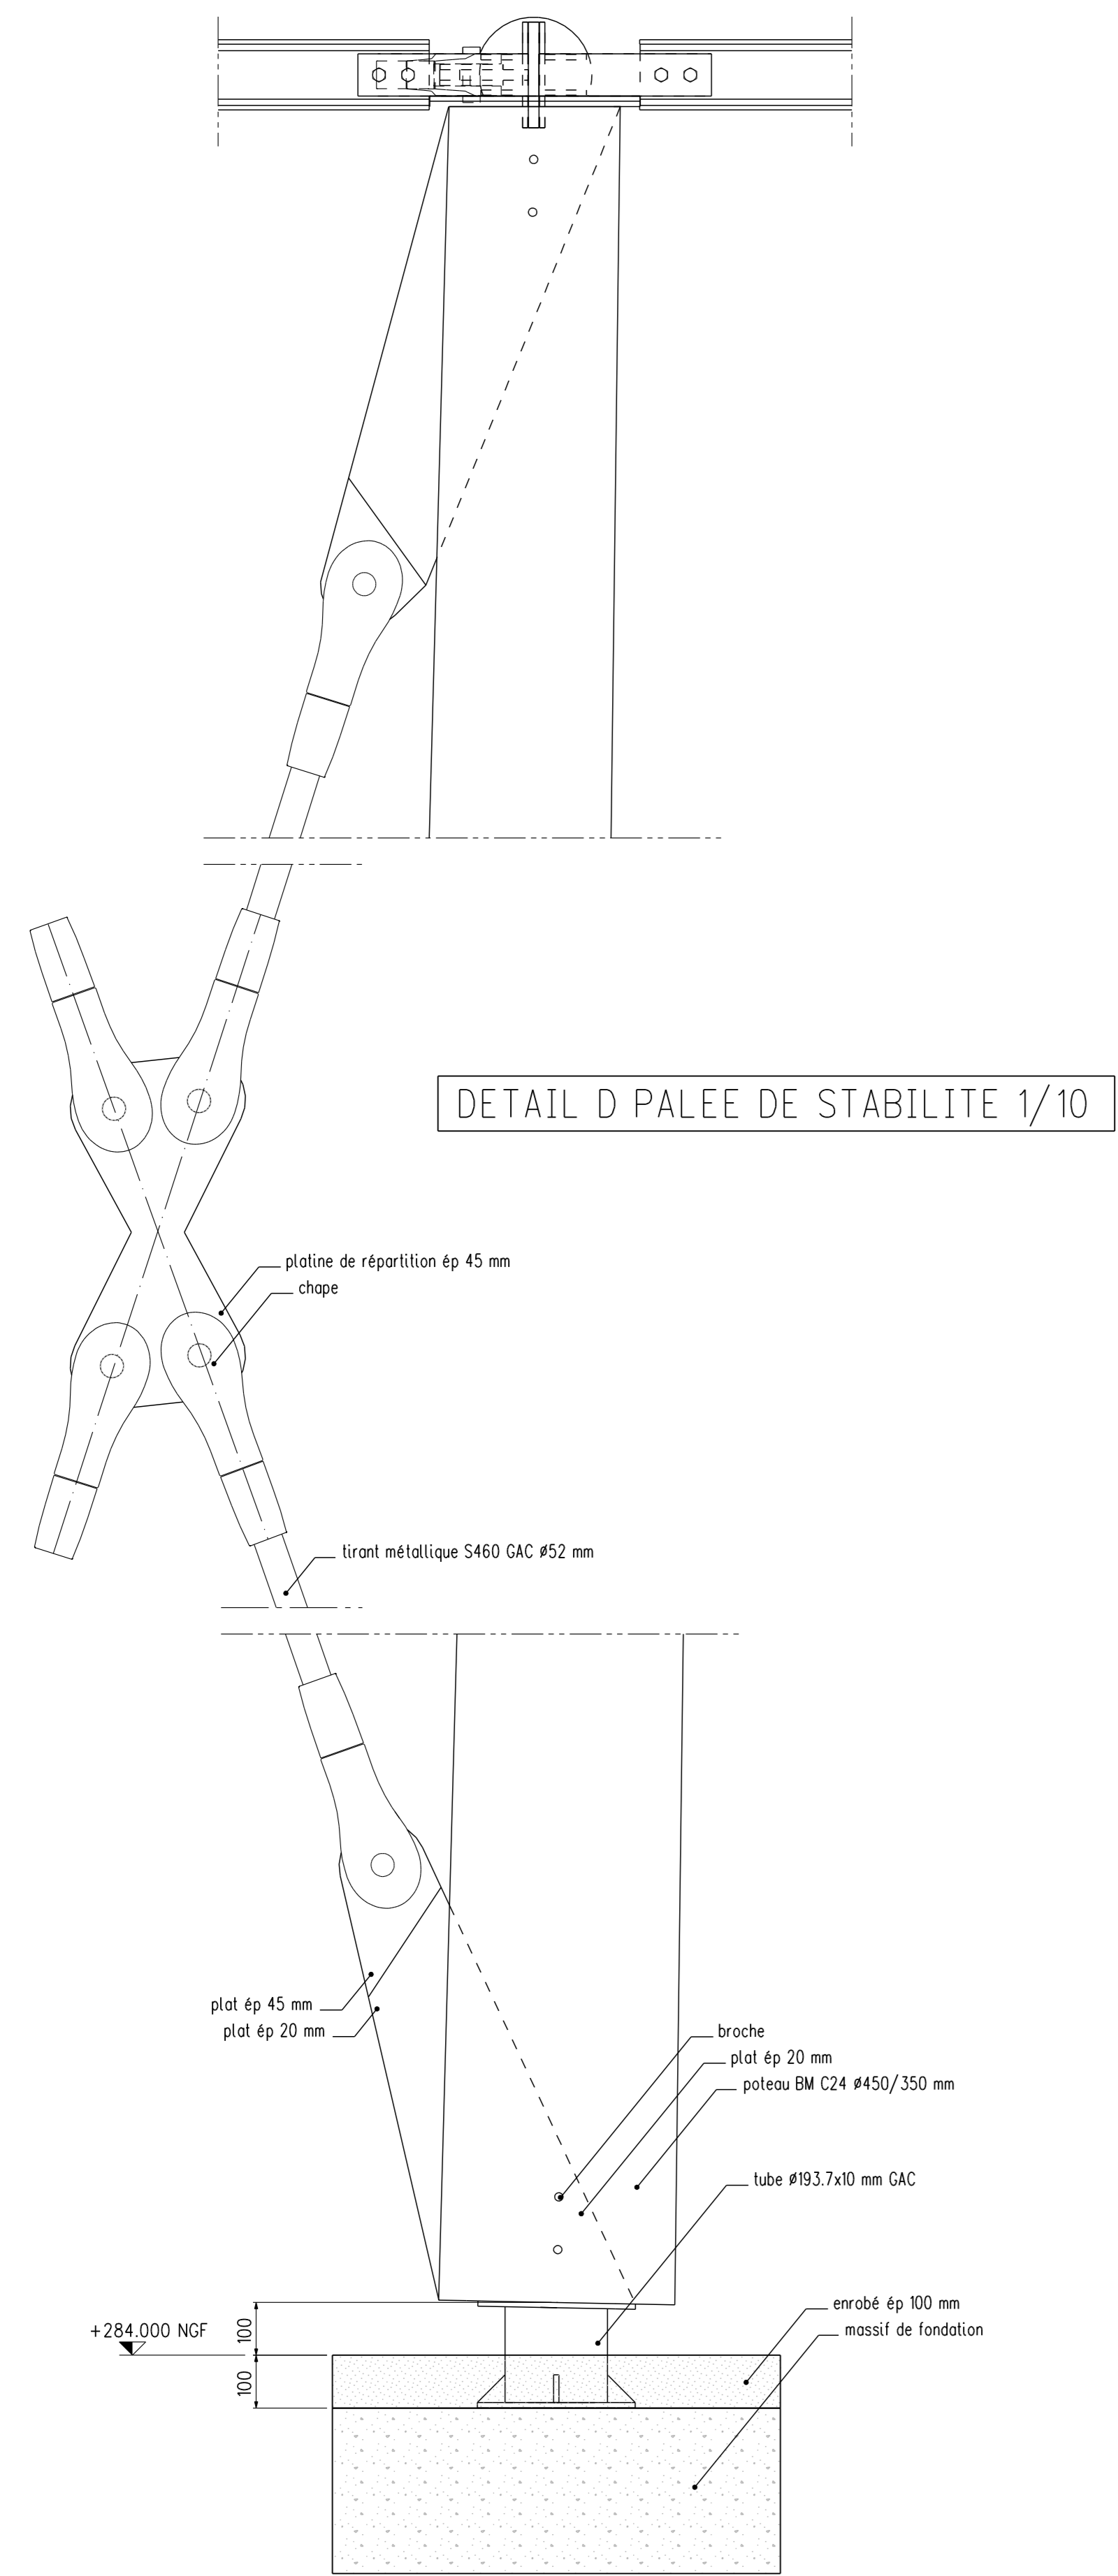 DETAIL D PALEE DE STABILITE 1/10
platine de répartition ép 45 mm
chape
tirant métallique S460 GAC ø52 mm
plat ép 45 mm
plat ép 20 mm
broche
plat ép 20 mm
poteau BM C24 ø450/350 mm
tube ø193.7x10 mm GAC
enrobé ép 100 mm
massif de fondation
+284.000 NGF
100
100